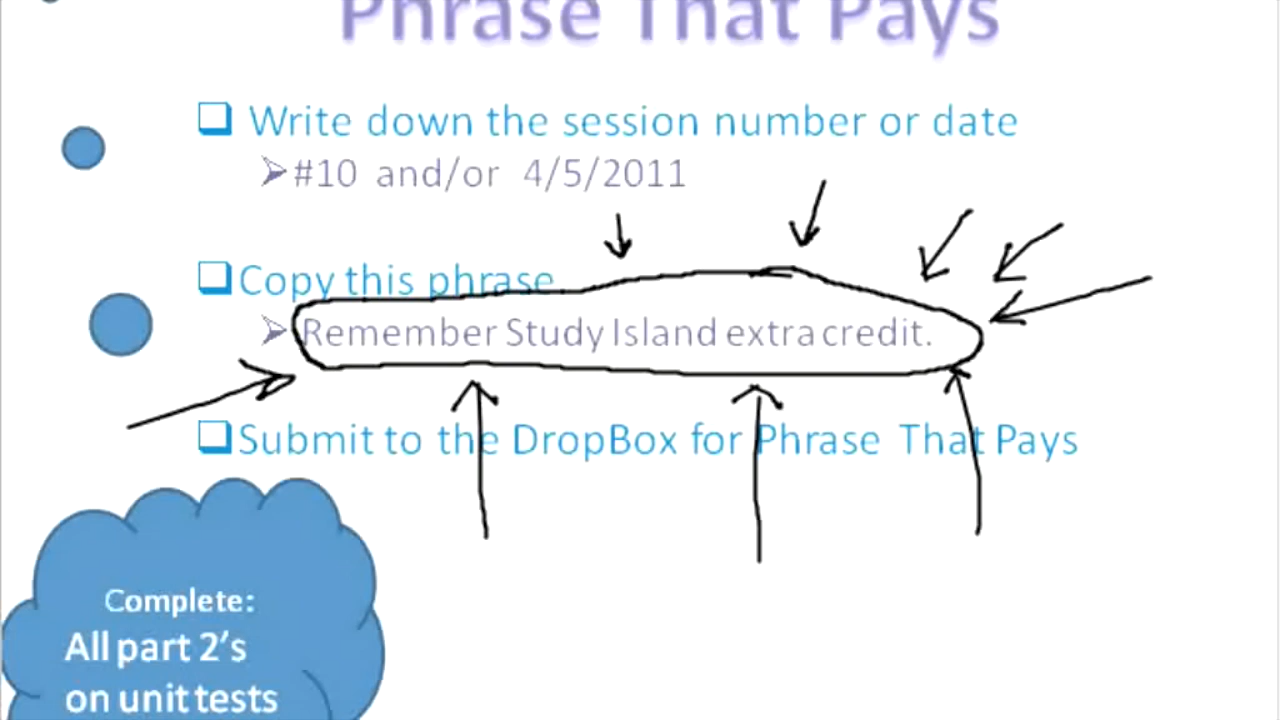 Phrase That Pays
Write down the session number or date
#10 and/or 4/5/2011
Copy this phrase
Remember Study Island extra credit.
Submit to the DropBox for Phrase That Pays
Complete:
All part 2's
on unit tests